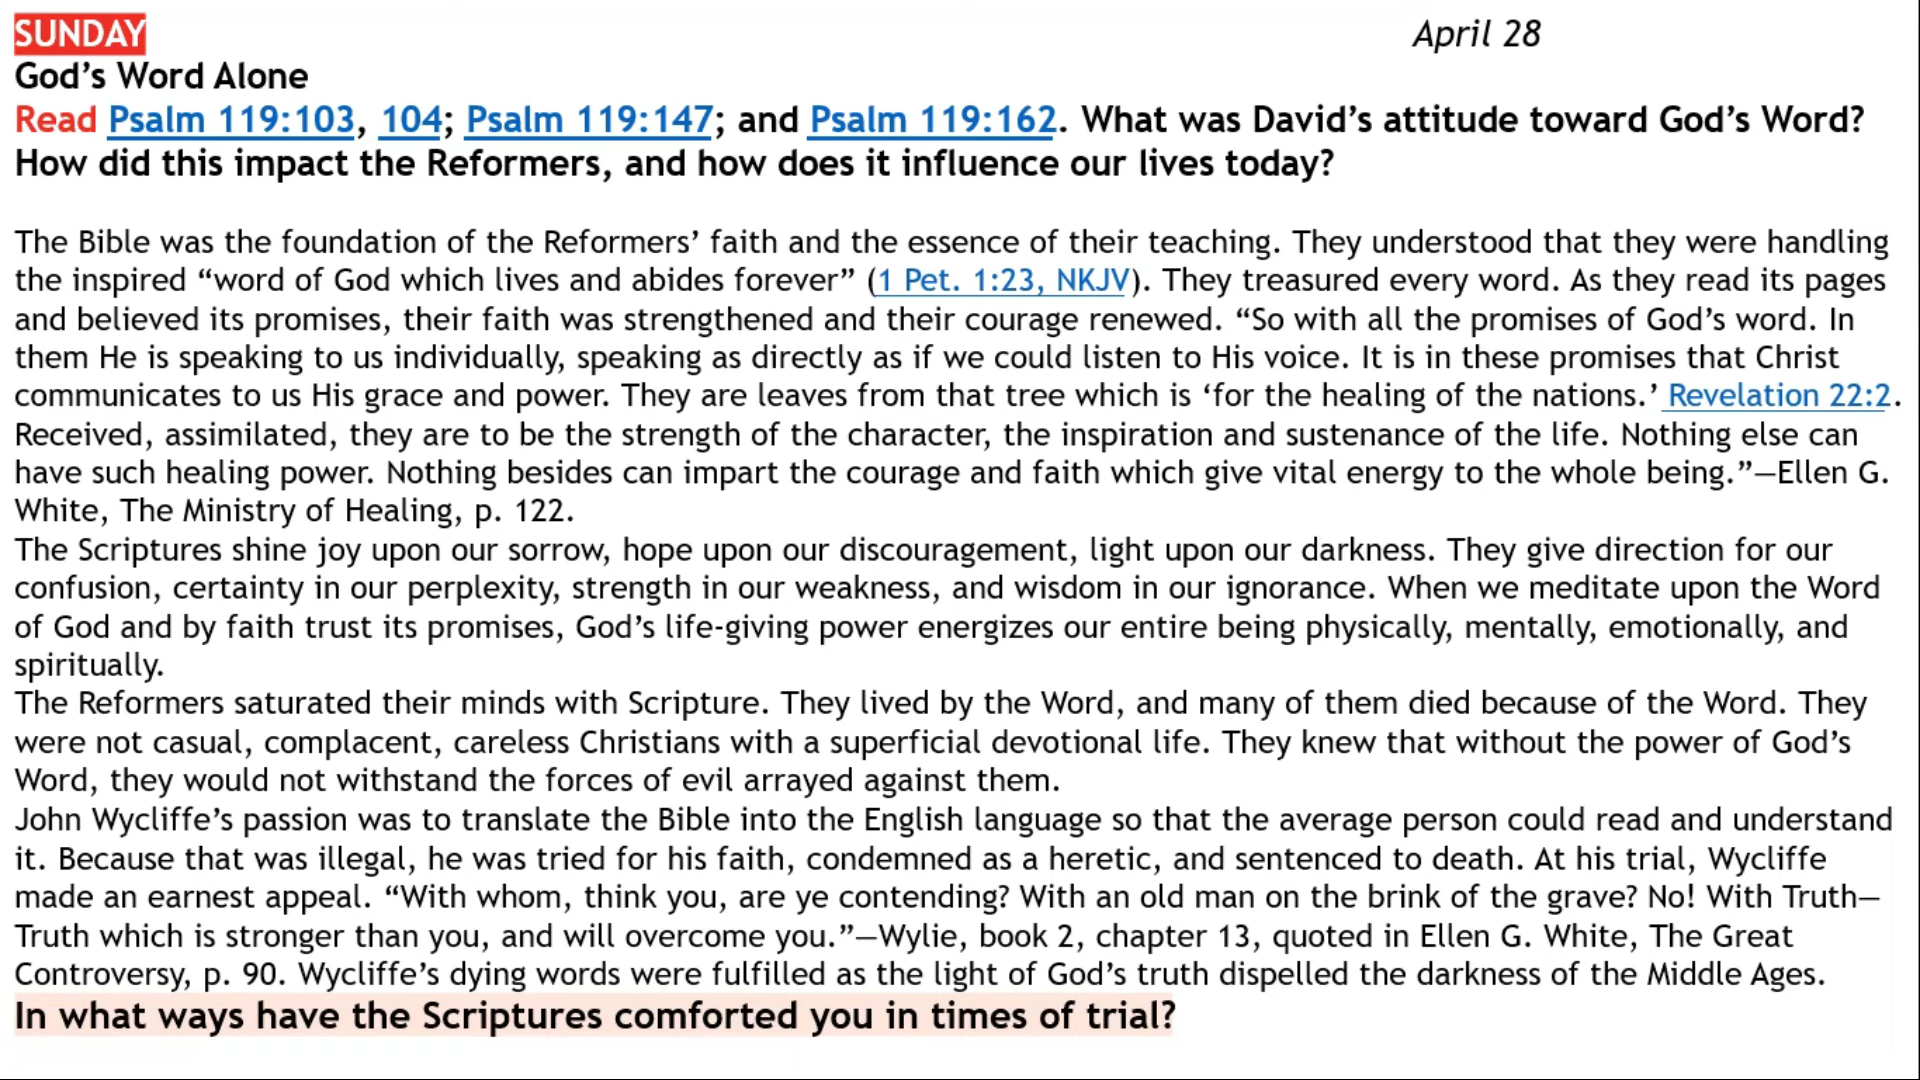 SUNDAY April 28
God’s Word Alone
Read Psalm 119:103, 104; Psalm 119:147; and Psalm 119:162. What was David’s attitude toward God’s Word?
How did this impact the Reformers, and how does it influence our lives today?
The Bible was the foundation of the Reformers’ faith and the essence of their teaching. They understood that they were handling
the inspired “word of God which lives and abides forever” (1 Pet. 1:23, NKJV). They treasured every word. As they read its pages
and believed its promises, their faith was strengthened and their courage renewed. “So with all the promises of God’s word. In
them He is speaking to us individually, speaking as directly as if we could listen to His voice. It is in these promises that Christ
communicates to us His grace and power. They are leaves from that tree which is ‘for the healing of the nations.’ Revelation 22:2.
Received, assimilated, they are to be the strength of the character, the inspiration and sustenance of the life. Nothing else can
have such healing power. Nothing besides can impart the courage and faith which give vital energy to the whole being.”—Ellen G.
White, The Ministry of Healing, p. 122.
The Scriptures shine joy upon our sorrow, hope upon our discouragement, light upon our darkness. They give direction for our
confusion, certainty in our perplexity, strength in our weakness, and wisdom in our ignorance. When we meditate upon the Word
of God and by faith trust its promises, God’s life-giving power energizes our entire being physically, mentally, emotionally, and
spiritually.
The Reformers saturated their minds with Scripture. They lived by the Word, and many of them died because of the Word. They
were not casual, complacent, careless Christians with a superficial devotional life. They knew that without the power of God’s
Word, they would not withstand the forces of evil arrayed against them.
John Wycliffe’s passion was to translate the Bible into the English language so that the average person could read and understand
it. Because that was illegal, he was tried for his faith, condemned as a heretic, and sentenced to death. At his trial, Wycliffe
made an earnest appeal. “With whom, think you, are ye contending? With an old man on the brink of the grave? No! With Truth—
Truth which is stronger than you, and will overcome you.”—Wylie, book 2, chapter 13, quoted in Ellen G. White, The Great
Controversy, p. 90. Wycliffe’s dying words were fulfilled as the light of God’s truth dispelled the darkness of the Middle Ages.
In what ways have the Scriptures comforted you in times of trial?